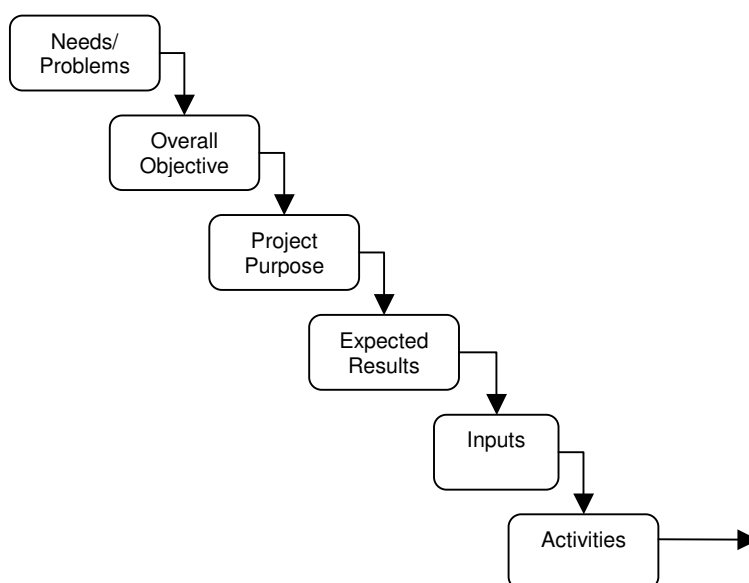 Needs/
Problems
Overall
Objective
Project
Purpose
Expected
Results
Inputs
Activities